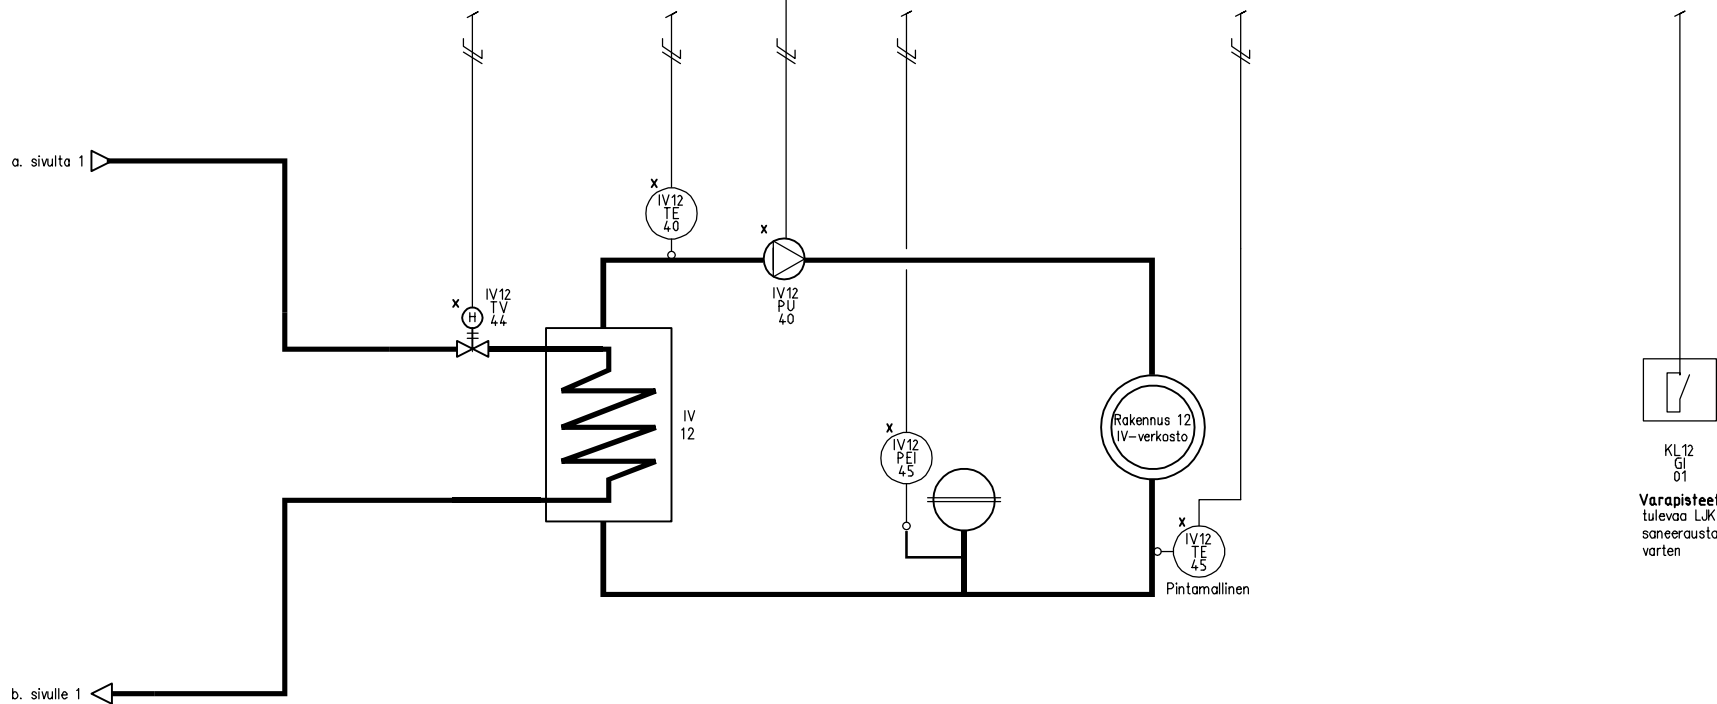 a. sivulta 1
x
IV12
TE
40
x
IV12
PU
40
x
H
IV12
TV
44
IV
12
x
IV12
PEI
45
Rakennus 12
IV-verkosto
x
IV12
TE
45
Pintamallinen
KL12
GI
01
Varapisteet
tulevaa LJK
saneerausta
varten
b. sivulle 1